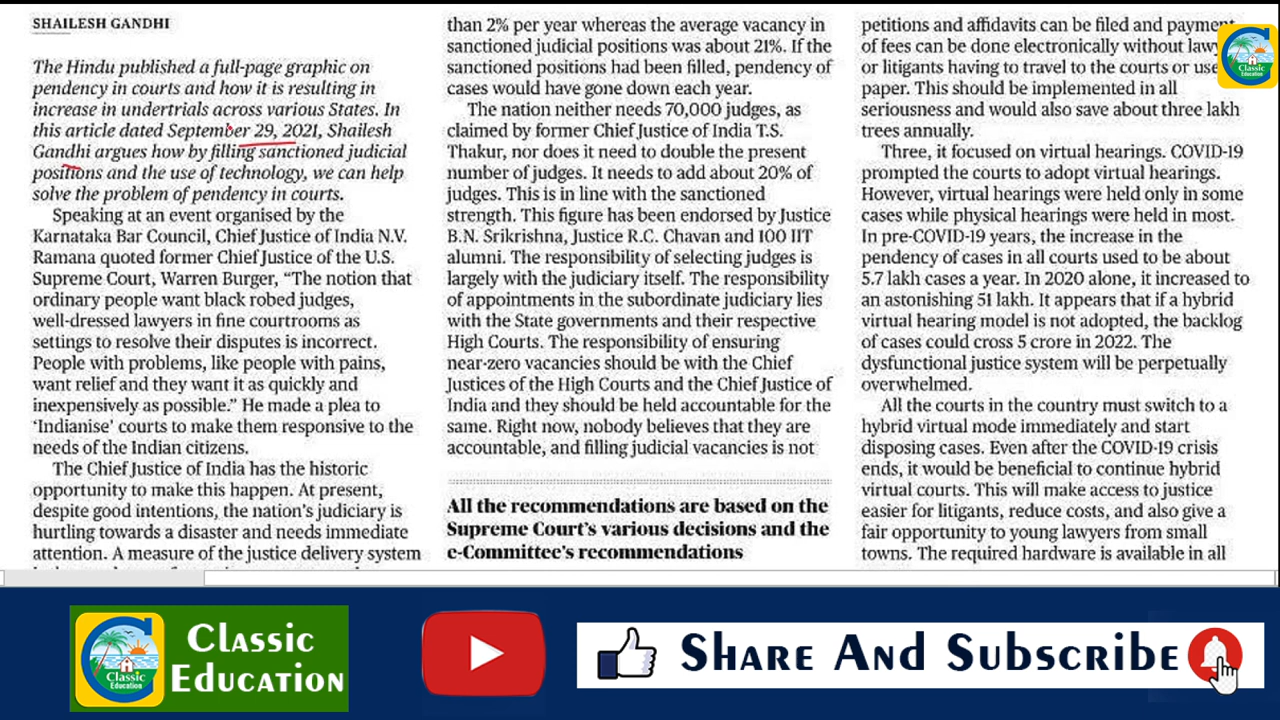 SHAILESH GANDHI
The Hindu published a full-page graphic on
pendency in courts and how it is resulting in
increase in undertrials across various States. In
this article dated September 29, 2021, Shailesh
Gandhi argues how by filling sanctioned judicial
positions and the use of technology, we can help
solve the problem of pendency in courts.
Speaking at an event organised by the
Karnataka Bar Council, Chief Justice of India N.V.
Ramana quoted former Chief Justice of the U.S.
Supreme Court, Warren Burger, “The notion that
ordinary people want black robed judges,
well-dressed lawyers in fine courtrooms as
settings to resolve their disputes is incorrect.
People with problems, like people with pains,
want relief and they want it as quickly and
inexpensively as possible.” He made a plea to
‘Indianise’ courts to make them responsive to the
needs of the Indian citizens.
The Chief Justice of India has the historic
opportunity to make this happen. At present,
despite good intentions, the nation’s judiciary is
hurtling towards a disaster and needs immediate
attention. A measure of the justice delivery system
than 2% per year whereas the average vacancy in
sanctioned judicial positions was about 21%. If the
sanctioned positions had been filled, pendency of
cases would have gone down each year.
The nation neither needs 70,000 judges, as
claimed by former Chief Justice of India T.S.
Thakur, nor does it need to double the present
number of judges. It needs to add about 20% of
judges. This is in line with the sanctioned
strength. This figure has been endorsed by Justice
B.N. Srikrishna, Justice R.C. Chavan and 100 IIT
alumni. The responsibility of selecting judges is
largely with the judiciary itself. The responsibility
of appointments in the subordinate judiciary lies
with the State governments and their respective
High Courts. The responsibility of ensuring
near-zero vacancies should be with the Chief
Justices of the High Courts and the Chief Justice of
India and they should be held accountable for the
same. Right now, nobody believes that they are
accountable, and filling judicial vacancies is not
All the recommendations are based on the
Supreme Court’s various decisions and the
e-Committee’s recommendations
petitions and affidavits can be filed and payment
of fees can be done electronically without
or litigants having to travel to the courts or use
paper. This should be implemented in all
seriousness and would also save about three lakh
trees annually.
Three, it focused on virtual hearings. COVID-19
prompted the courts to adopt virtual hearings.
However, virtual hearings were held only in some
cases while physical hearings were held in most.
In pre-COVID-19 years, the increase in the
pendency of cases in all courts used to be about
5.7 lakh cases a year. In 2020 alone, it increased to
an astonishing 51 lakh. It appears that if a hybrid
virtual hearing model is not adopted, the backlog
of cases could cross 5 crore in 2022. The
dysfunctional justice system will be perpetually
overwhelmed.
All the courts in the country must switch to a
hybrid virtual mode immediately and start
disposing cases. Even after the COVID-19 crisis
ends, it would be beneficial to continue hybrid
virtual courts. This will make access to justice
easier for litigants, reduce costs, and also give a
fair opportunity to young lawyers from small
towns. The required hardware is available in all
Classic
Education
Classic
Education
Classic
Education
Share And Subscribe